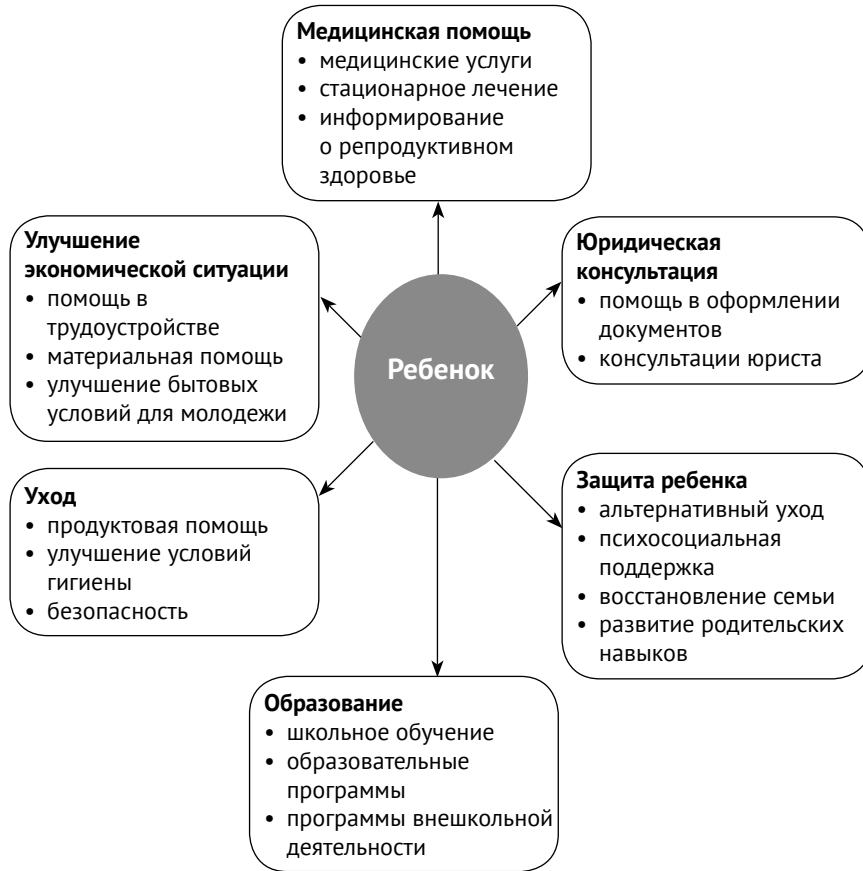 Медицинская помощь
• медицинские услуги
• стационарное лечение
• информирование
о репродуктивном
здоровье
Улучшение
экономической ситуации
• помощь в
трудоустройстве
• материальная помощь
• улучшение бытовых
условий для молодежи
Юридическая
консультация
• помощь в оформлении
документов
• консультации юриста
Ребенок
Уход
• продуктовая помощь
• улучшение условий
гигиены
• безопасность
Защита ребенка
• альтернативный уход
• психосоциальная
поддержка
• восстановление семьи
• развитие родительских
навыков
Образование
• школьное обучение
• образовательные
программы
• программы внешкольной
деятельности